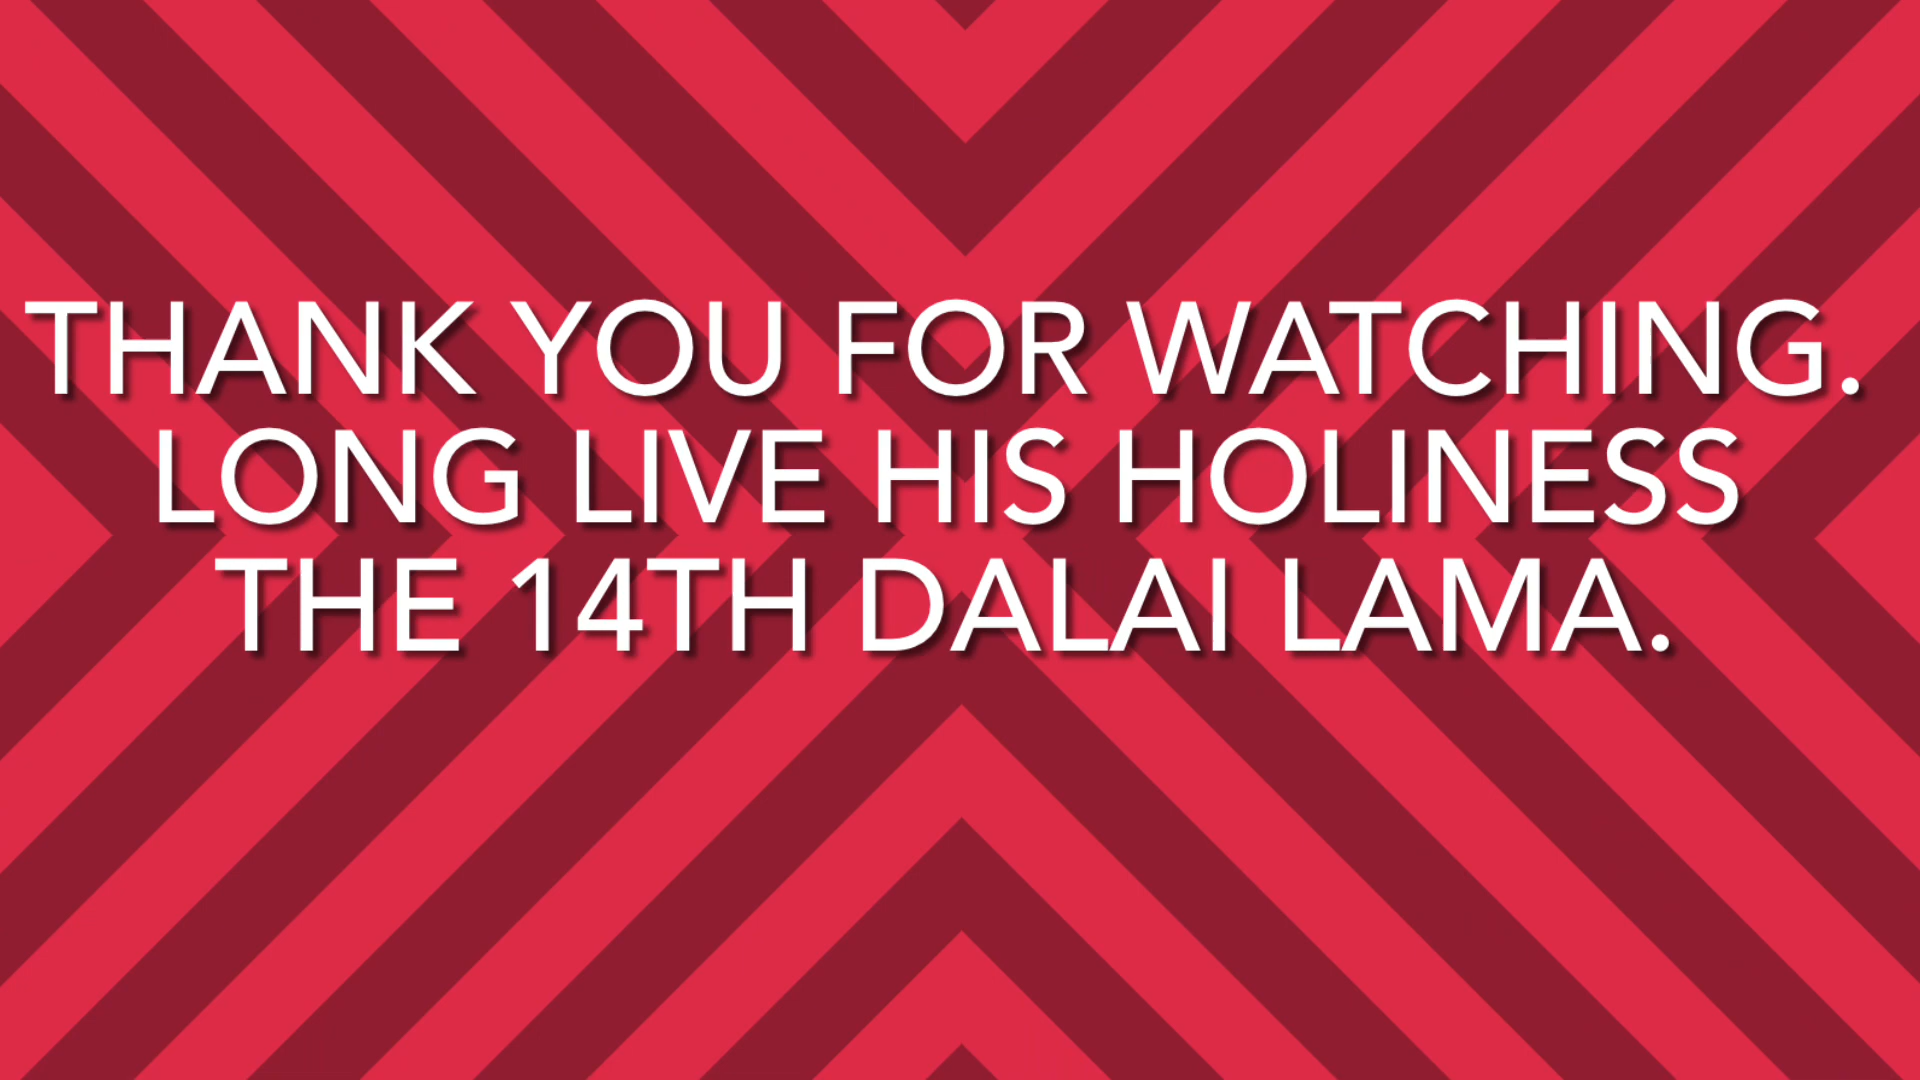 THANK YOU FOR WATCHING.
LONG LIVE HIS HOLINESS
THE 14TH DALAI LAMA.